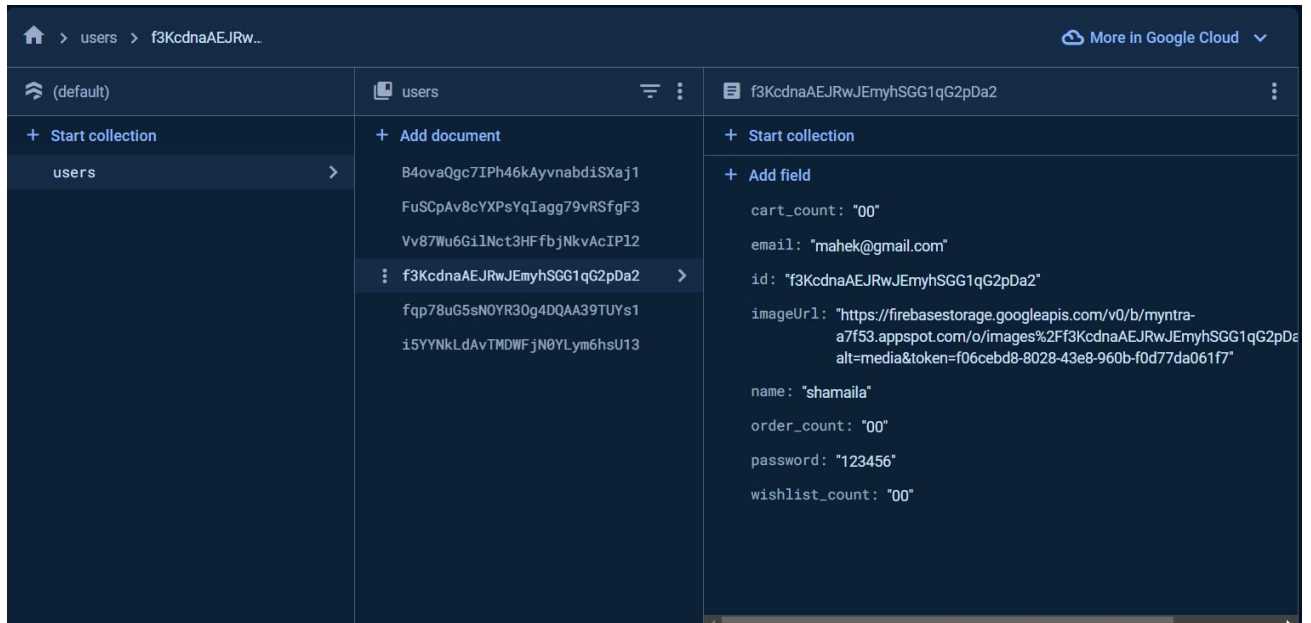 users > f3KcdnaAEJRw…
More in Google Cloud
(default)
users
f3KcdnaAEJRwJEmyhSGG1qG2pDa2
+ Start collection
+ Add document
+ Start collection
users
B4ovaQgc7IPh46kAyvnabdiSXaj1
FuSCpAv8cYXPsYqIagg79vRSfgF3
Vv87Wu6GilNct3HFfbjNkvAcIPl2
f3KcdnaAEJRwJEmyhSGG1qG2pDa2
fqp78uG5sNOYR3Og4DQAA39TUYs1
i5YYNkLdAvTMDWFjN0YLym6hsU13
+ Add field
cart_count: "00"
email: "mahek@gmail.com"
id: "f3KcdnaAEJRwJEmyhSGG1qG2pDa2"
imageUrl: "https://firebasestorage.googleapis.com/v0/b/myntra-
a7f53.appspot.com/o/images%2Ff3KcdnaAEJRwJEmyhSGG1qG2pDa
alt=media&token=f06cebd8-8028-43e8-960b-f0d77da061f7"
name: "shamaila"
order_count: "00"
password: "123456"
wishlist_count: "00"